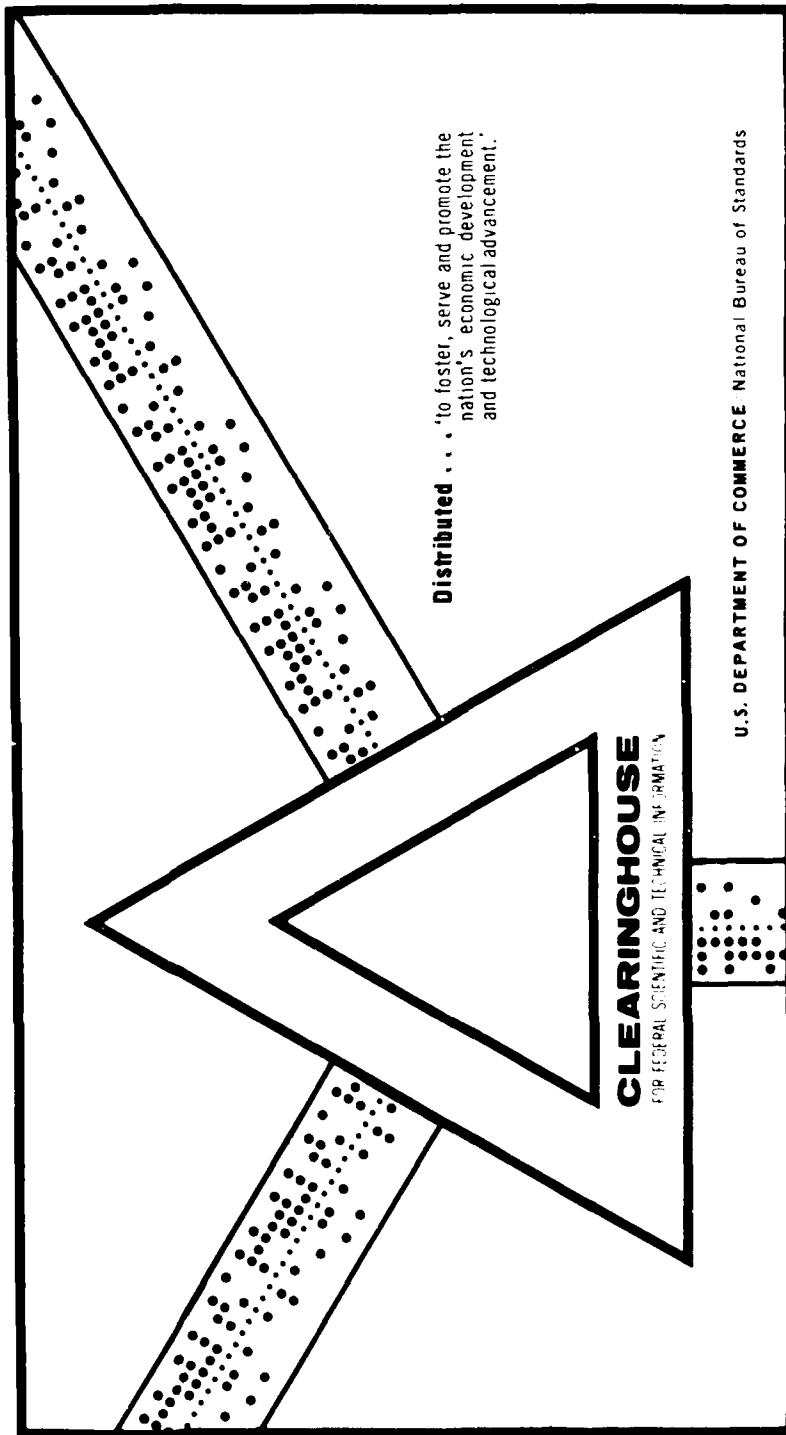 Distributed . . . 'to foster, serve and promote the
nation's economic development
and technological advancement.'
CLEARINGHOUSE
FOR FEDERAL SCIENTIFIC AND TECHNICAL INFORMATION
U.S. DEPARTMENT OF COMMERCE National Bureau of Standards